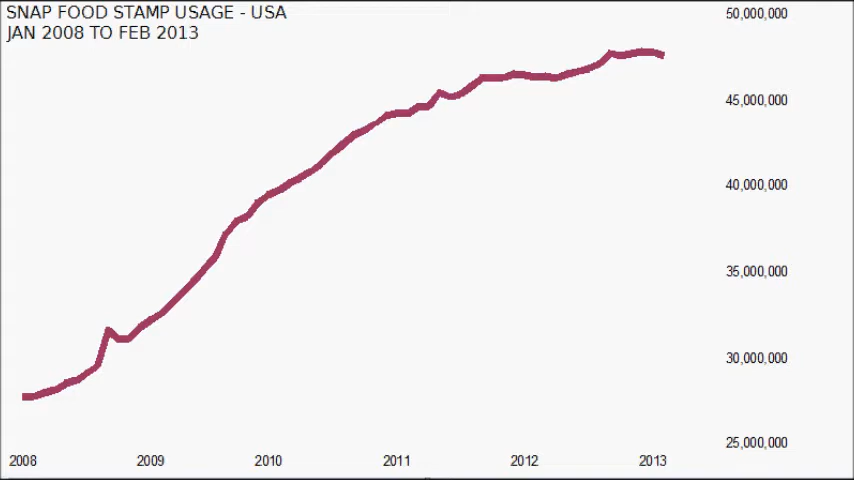 SNAP FOOD STAMP USAGE - USA
JAN 2008 TO FEB 2013
50,000,000
45,000,000
40,000,000
35,000,000
30,000,000
25,000,000
2008 2009 2010 2011 2012 2013